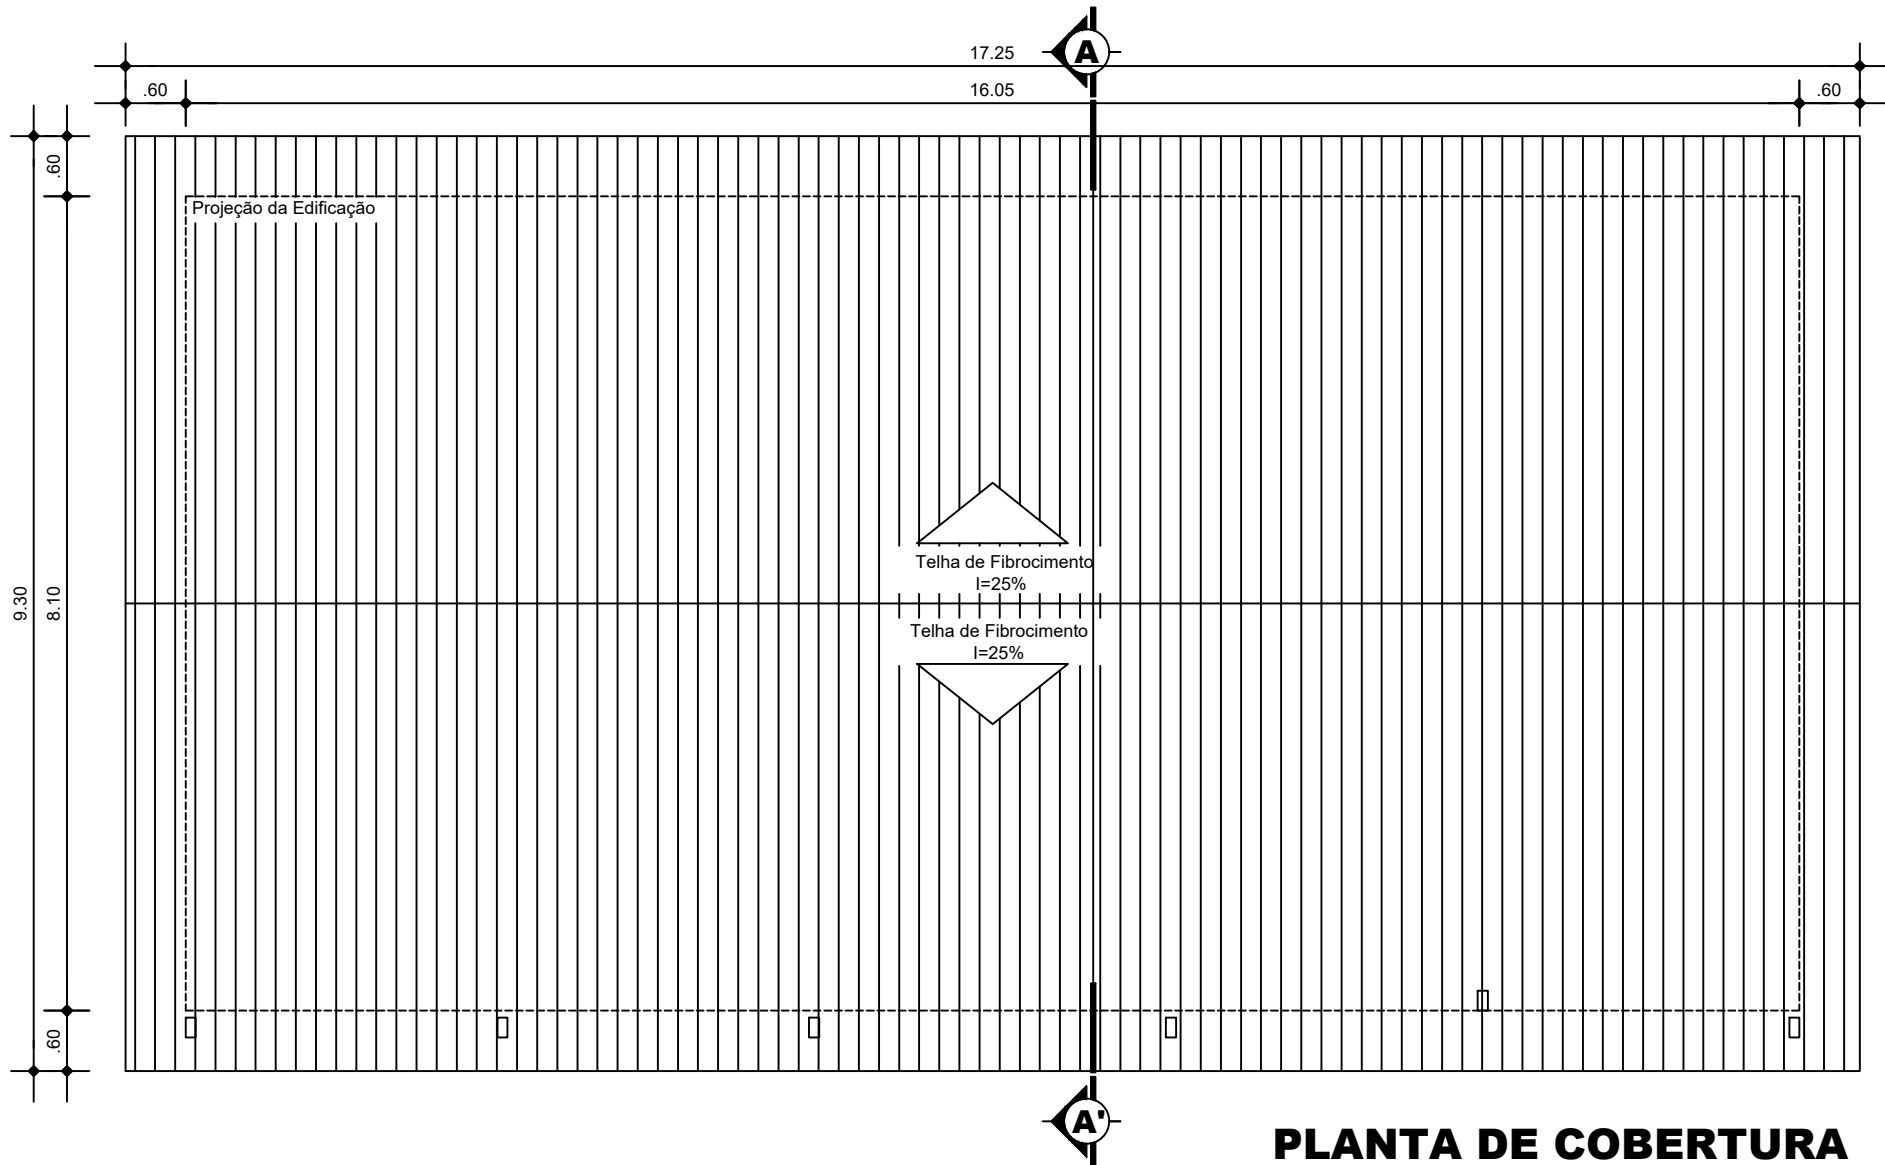 A
17.25
.60
16.05
.60
.60
Projeção da Edificação
Telha de Fibrocimento
I=25%
9.30
8.10
Telha de Fibrocimento
I=25%
.60
A'
PLANTA DE COBERTURA